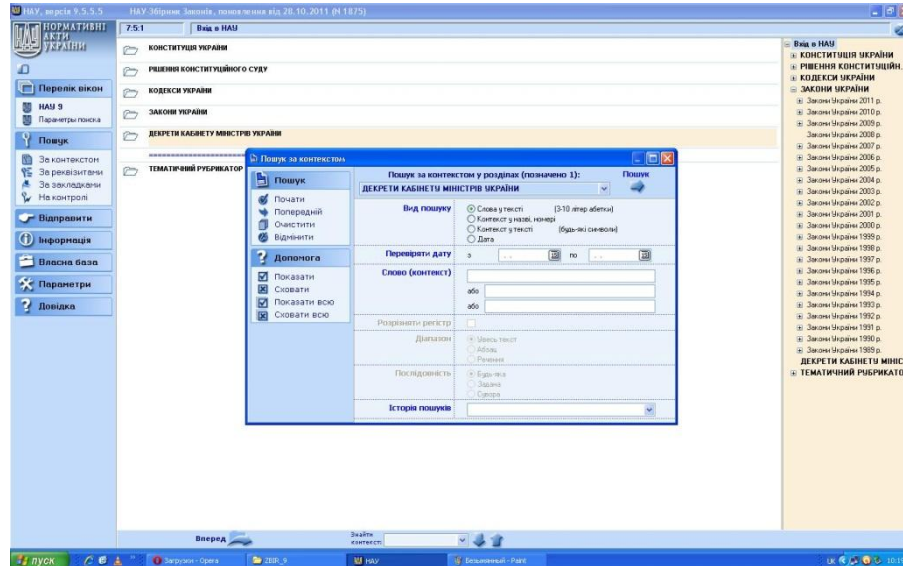 НАУ, версія 9.5.5.5 НАУ-Збірник Законів, поновлення від 28.10.2011 (N 1875)
НОРМАТИВНІ
АКТИ
УКРАЇНИ
Перелік вікон
НАУ 9
Параметры поиска
Пошук
За контекстом
За реквізитами
За закладками
На контролі
Відправити
Інформація
Власна база
Параметри
Довідка
7:5:1 Вхід в НАУ
КОНСТИТУЦІЯ УКРАЇНИ
РІШЕННЯ КОНСТИТУЦІЙНОГО СУДУ
КОДЕКСИ УКРАЇНИ
ЗАКОНИ УКРАЇНИ
ДЕКРЕТИ КАБІНЕТУ МІНІСТРІВ УКРАЇНИ
ТЕМАТИЧНИЙ РУБРИКАТОР
Пошук за контекстом
Пошук
Почати
Попередній
Очистити
Відмінити
Допомога
Показати
Сховати
Показати всю
Сховати всю
Пошук за контекстом у розділах (позначено 1): Пошук
ДЕКРЕТИ КАБІНЕТУ МІНІСТРІВ УКРАЇНИ
Вид пошуку Слова у тексті (3-10 літер абетки)
Контекст у назві, номері
Контекст у тексті (будь-які символи)
Дата
Перевіряти дату з . . по . .
Слово (контекст)
або
або
Розрізняти регістр
Діапазон Увесь текст
Абзац
Речення
Послідовність Будь-яка
Задана
Сувора
Історія пошуків
Вхід в НАУ
КОНСТИТУЦІЯ УКРАЇНИ
РІШЕННЯ КОНСТИТУЦІЙН.
КОДЕКСИ УКРАЇНИ
ЗАКОНИ УКРАЇНИ
Закони України 2011 р.
Закони України 2010 р.
Закони України 2009 р.
Закони України 2008 р.
Закони України 2007 р.
Закони України 2006 р.
Закони України 2005 р.
Закони України 2004 р.
Закони України 2003 р.
Закони України 2002 р.
Закони України 2001 р.
Закони України 2000 р.
Закони України 1999 р.
Закони України 1998 р.
Закони України 1997 р.
Закони України 1996 р.
Закони України 1995 р.
Закони України 1994 р.
Закони України 1993 р.
Закони України 1992 р.
Закони України 1991 р.
Закони України 1990 р.
Закони України 1989 р.
ДЕКРЕТИ КАБІНЕТУ МІНІС
ТЕМАТИЧНИЙ РУБРИКАТО
Вперед
Знайти
контекст:
пуск
Загрузки - Opera
ZBIR_9
НАУ
Безымянный - Paint
UK